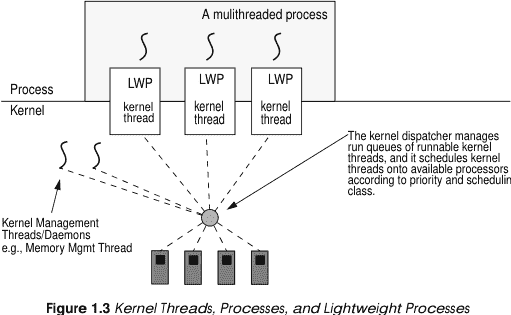 A mulithreaded process
LWP
LWP
LWP
Process
Kernel
kernel
thread
kernel
thread
kernel
thread
The kernel dispatcher manages
run queues of runnable kernel
threads, and it schedules kernel
threads onto available processors
according to priority and schedulin
class.
Kernel Management
Threads/Daemons
e.g., Memory Mgmt Thread
Figure 1.3 Kernel Threads, Processes, and Lightweight Processes